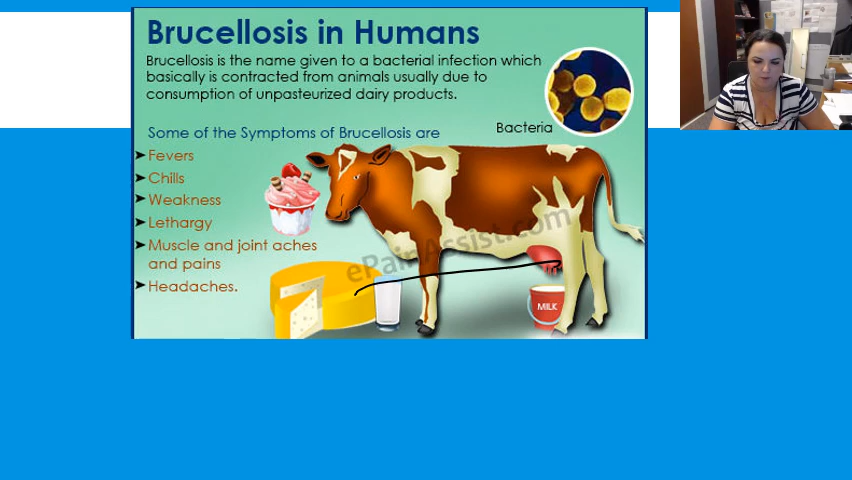 Brucellosis in Humans
Brucellosis is the name given to a bacterial infection which
basically is contracted from animals usually due to
consumption of unpasteurized dairy products.
Bacteria
Some of the Symptoms of Brucellosis are
➤Fevers
➤Chills
➤Weakness
➤Lethargy
➤Muscle and joint aches
and pains
➤Headaches.
ePainAssist.com
MILK